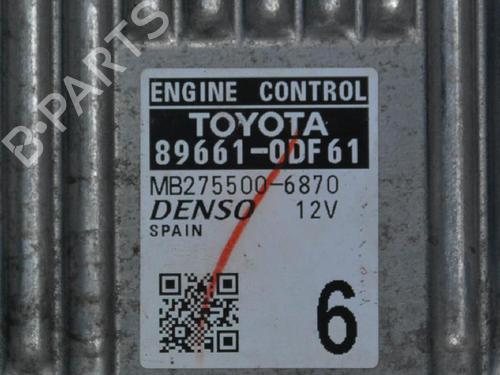 B-PARTS
ENGINE CONTROL
TOYOTA
89661-0DF61
MB275500-6870
DENSO 12V
SPAIN
6